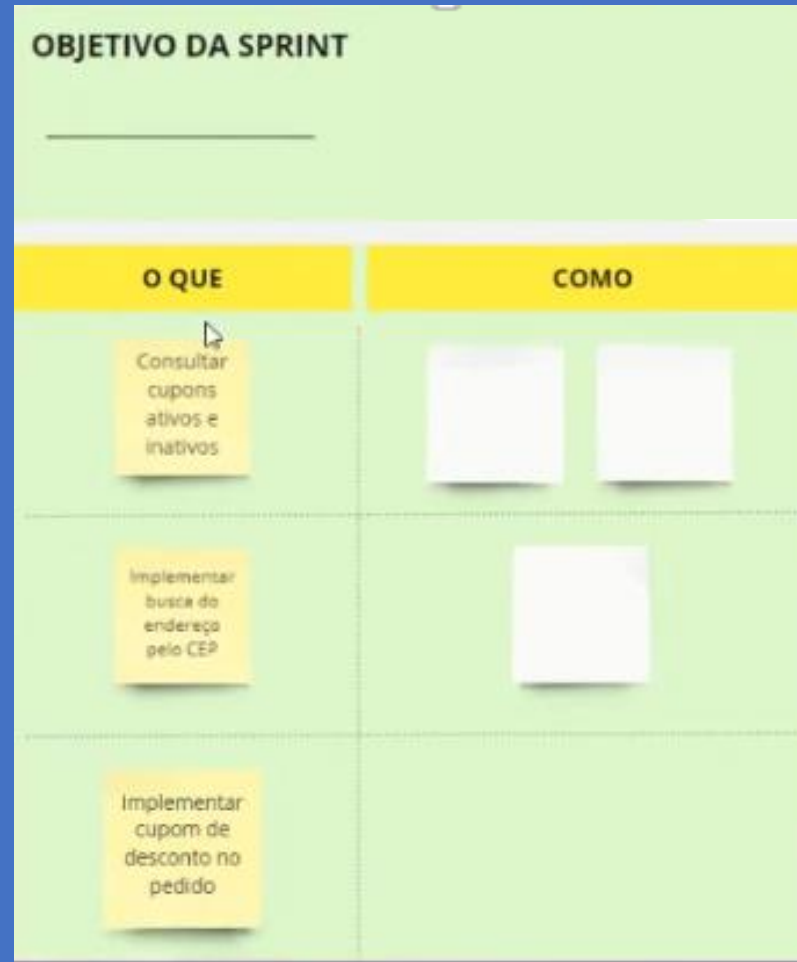 OBJETIVO DA SPRINT
O QUE
COMO
Consultar
cupons
ativos e
inativos
Implementar
busca do
endereço
pelo CEP
Implementar
cupom de
desconto no
pedido